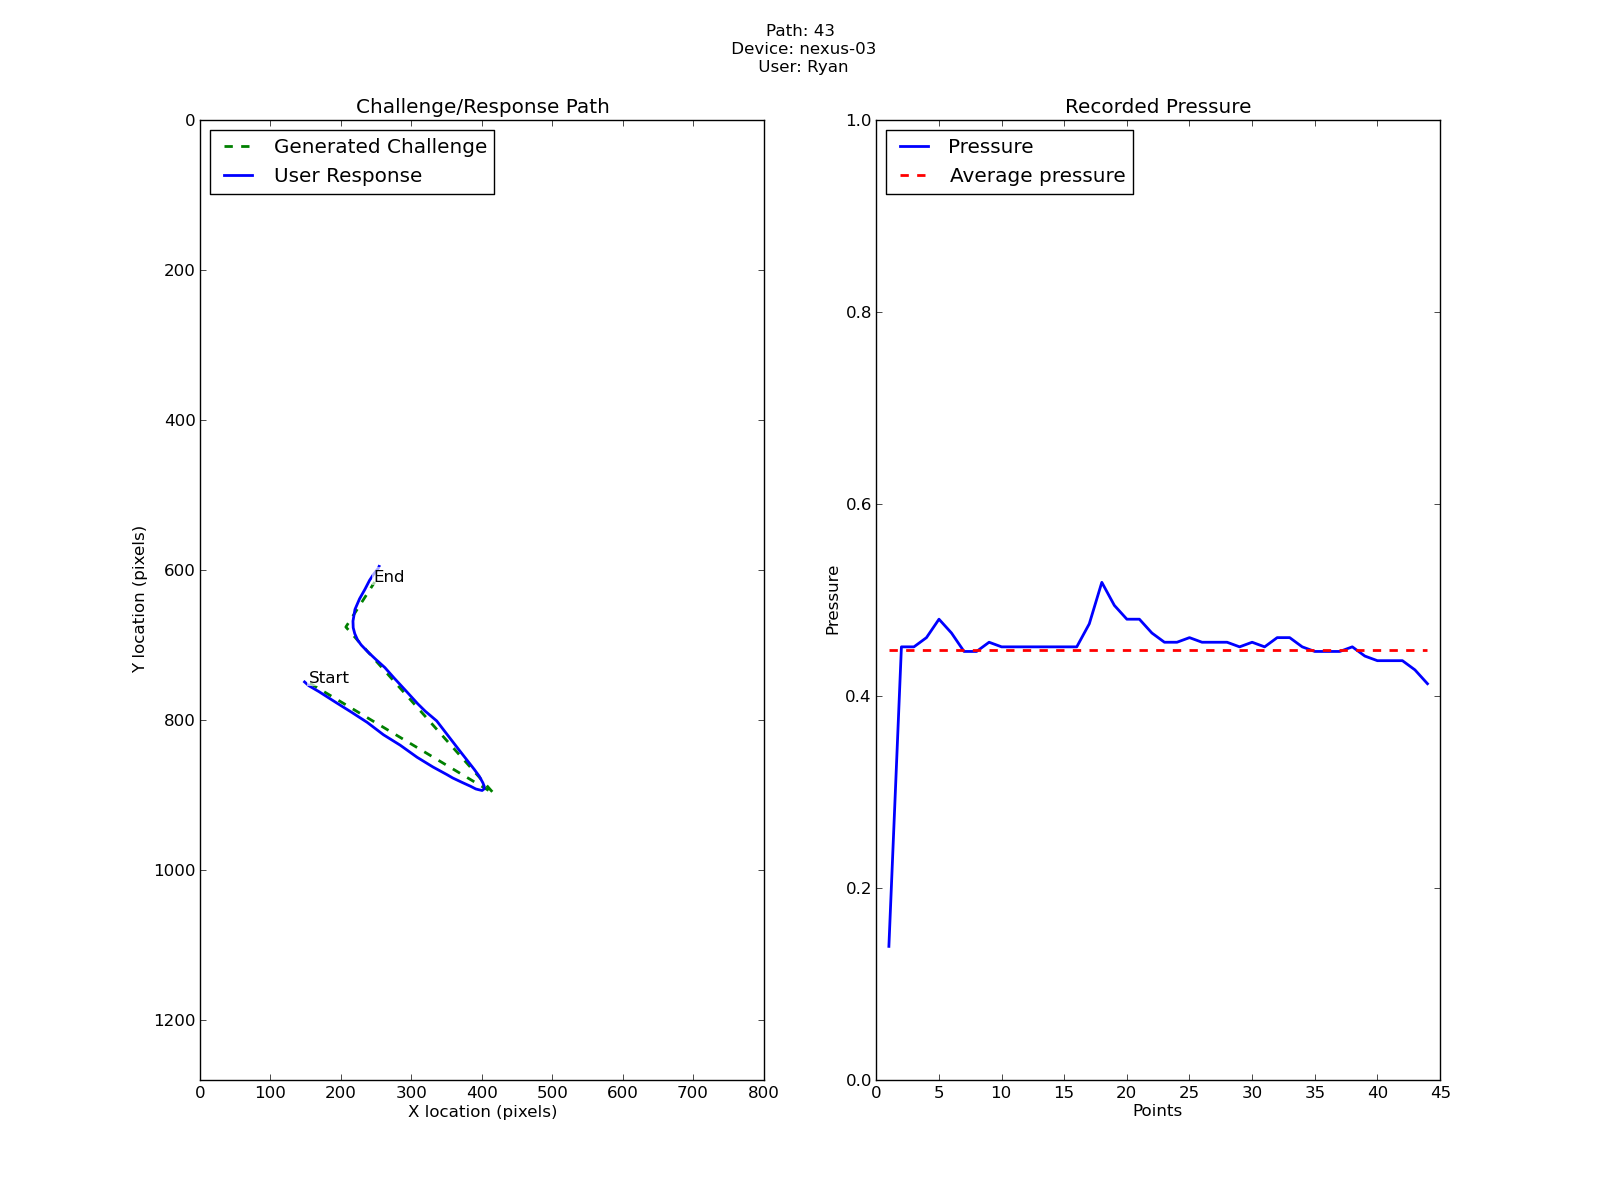 Path: 43
Device: nexus-03
User: Ryan
Challenge/Response Path
Generated Challenge
User Response
0
200
400
600
800
1000
1200
Y location (pixels)
End
Start
0 100 200 300 400 500 600 700 800
X location (pixels)
Recorded Pressure
Pressure
Average pressure
1.0
0.8
0.6
0.4
0.2
0.0
Pressure
0 5 10 15 20 25 30 35 40 45
Points